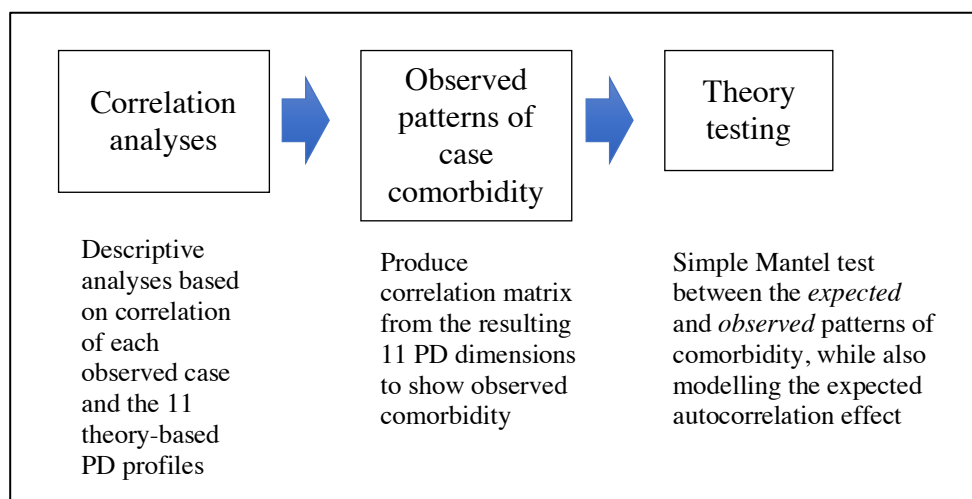 Correlation
analyses
Observed
patterns of
case
comorbidity
Theory
testing
Descriptive
analyses based
on correlation
of each
observed case
and the 11
theory-based
PD profiles
Produce
correlation matrix
from the resulting
11 PD dimensions
to show observed
comorbidity
Simple Mantel test
between the expected
and observed patterns of
comorbidity, while also
modelling the expected
autocorrelation effect